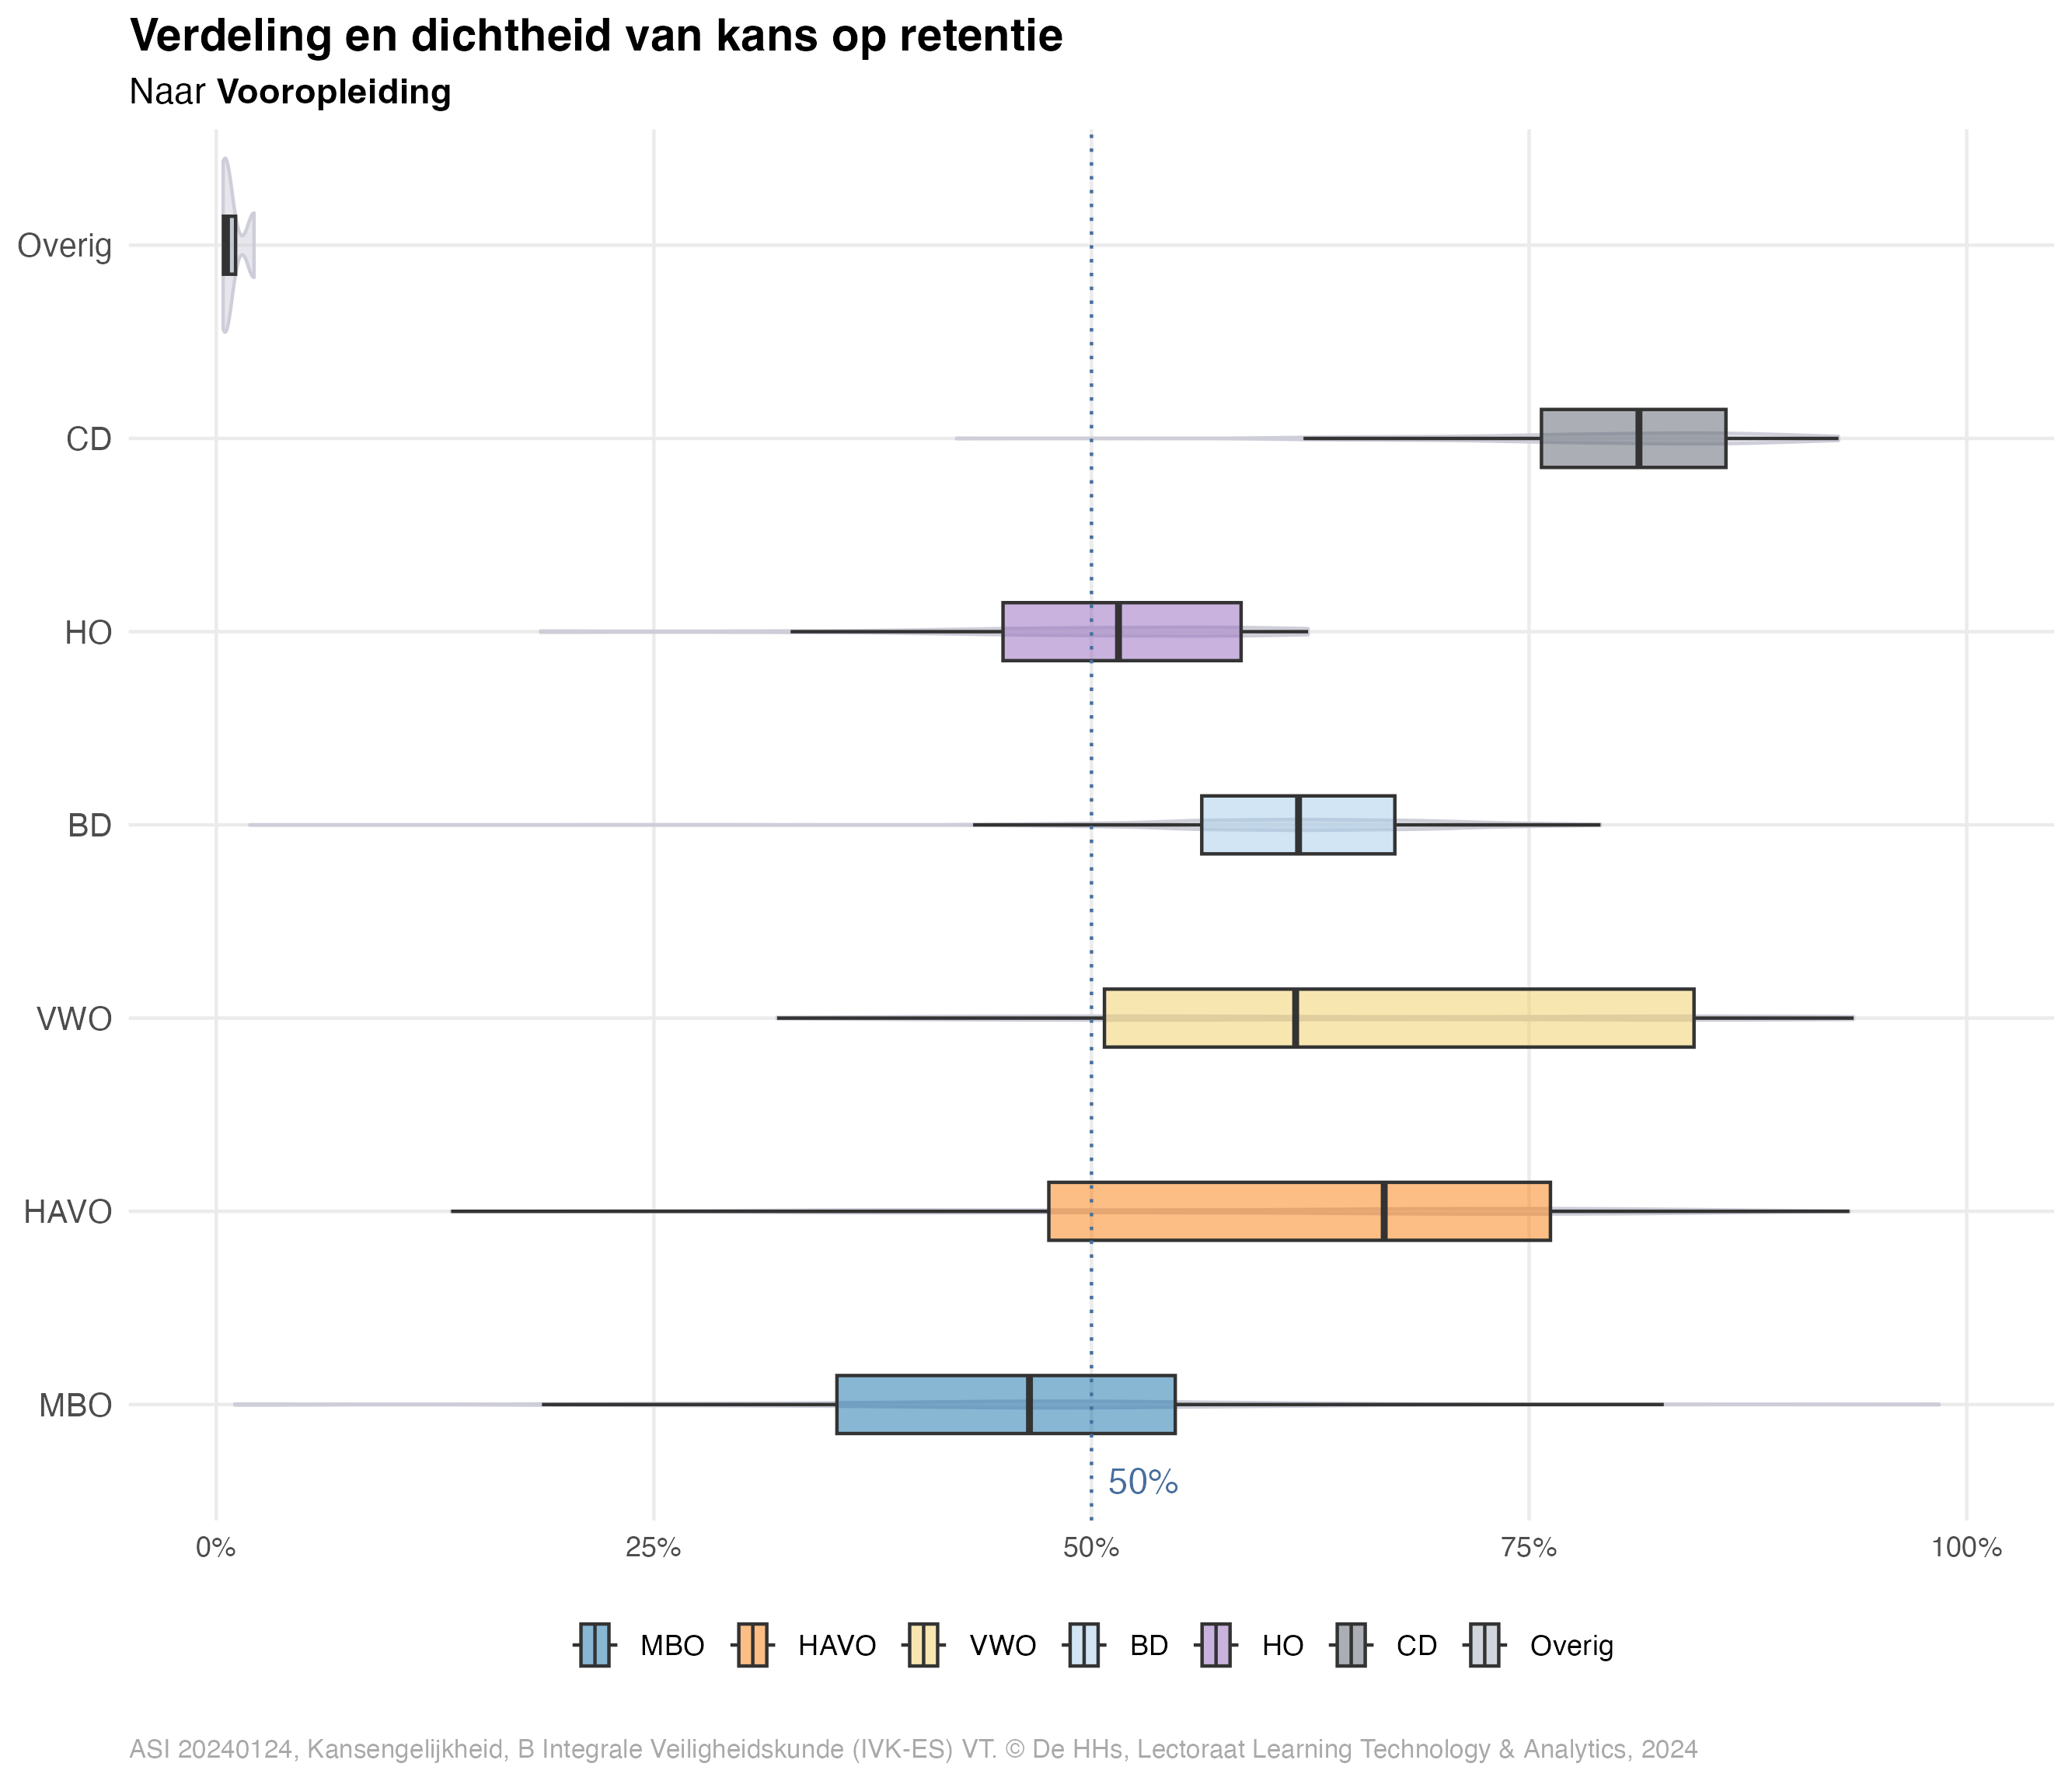 Verdeling en dichtheid van kans op retentie
Naar Vooropleiding
Overig
CD
HO
BD
VWO
HAVO
MBO
50%
0% 25% 50% 75% 100%
MBO HAVO VWO BD HO CD Overig
ASI 20240124, Kansengelijkheid, B Integrale Veiligheidskunde (IVK-ES) VT. © De HHs, Lectoraat Learning Technology & Analytics, 2024